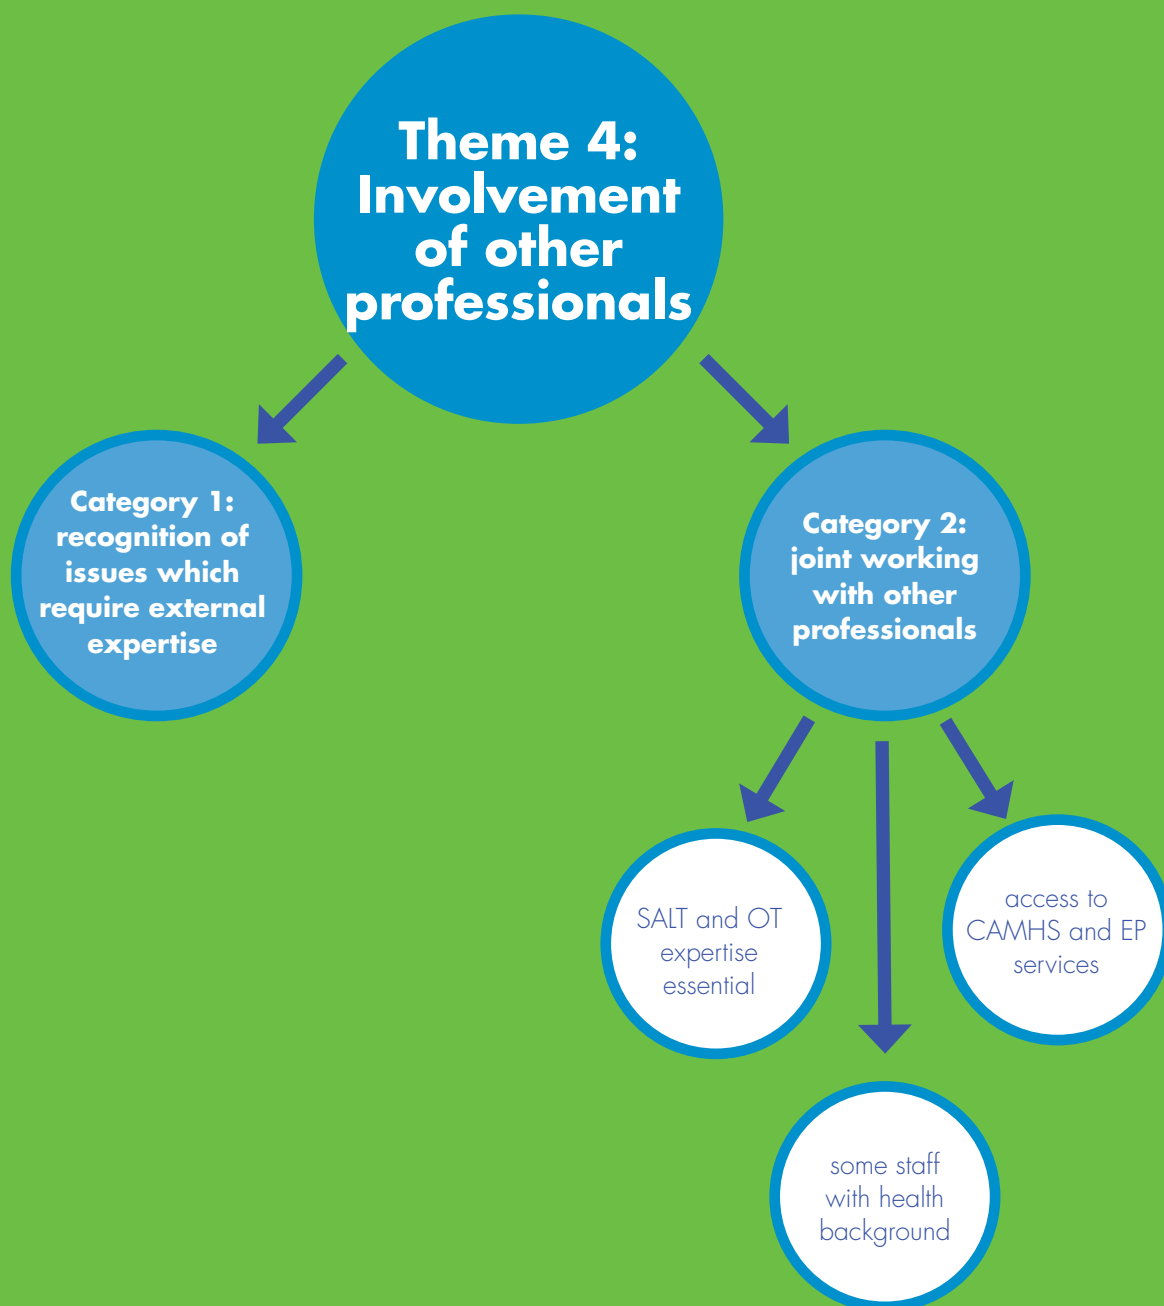 Theme 4:
Involvement
of other
professionals
Category 1:
recognition of
issues which
require external
expertise
Category 2:
joint working
with other
professionals
SALT and OT
expertise
essential
access to
CAMHS and EP
services
some staff
with health
background